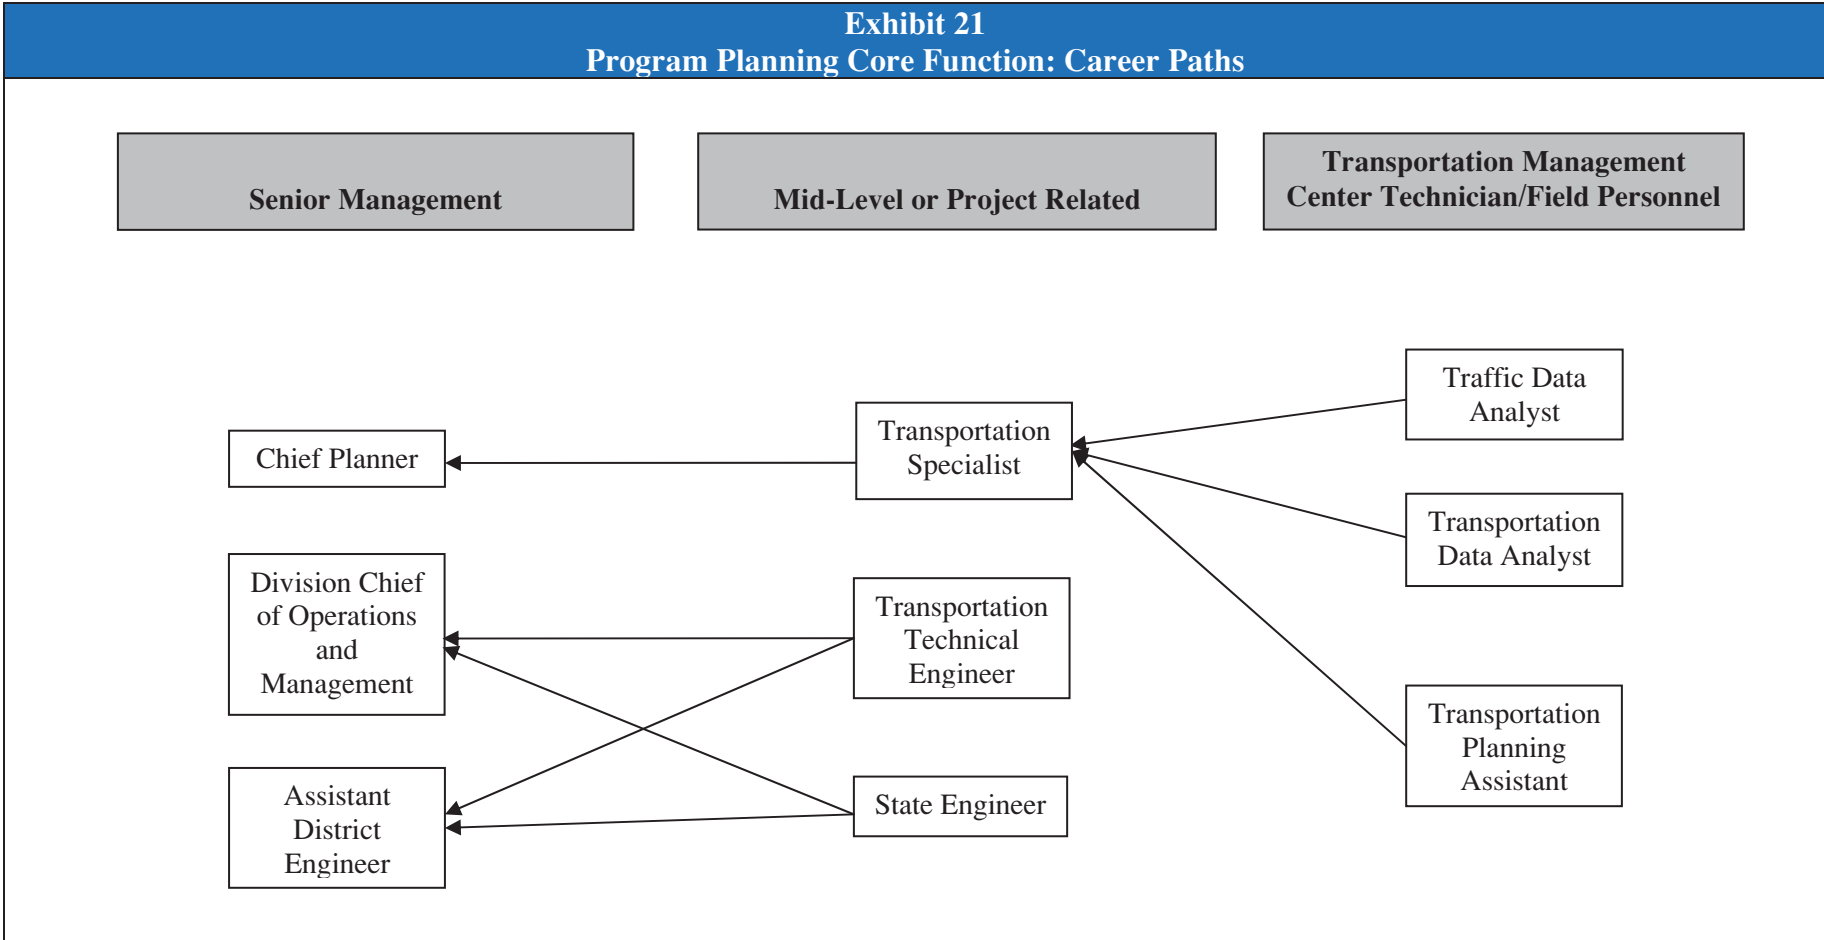 Exhibit 21
Program Planning Core Function: Career Paths
Senior Management
Mid-Level or Project Related
Transportation Management
Center Technician/Field Personnel
Chief Planner
Division Chief
of Operations
and
Management
Assistant
District
Engineer
Transportation
Specialist
Transportation
Technical
Engineer
State Engineer
Traffic Data
Analyst
Transportation
Data Analyst
Transportation
Planning
Assistant